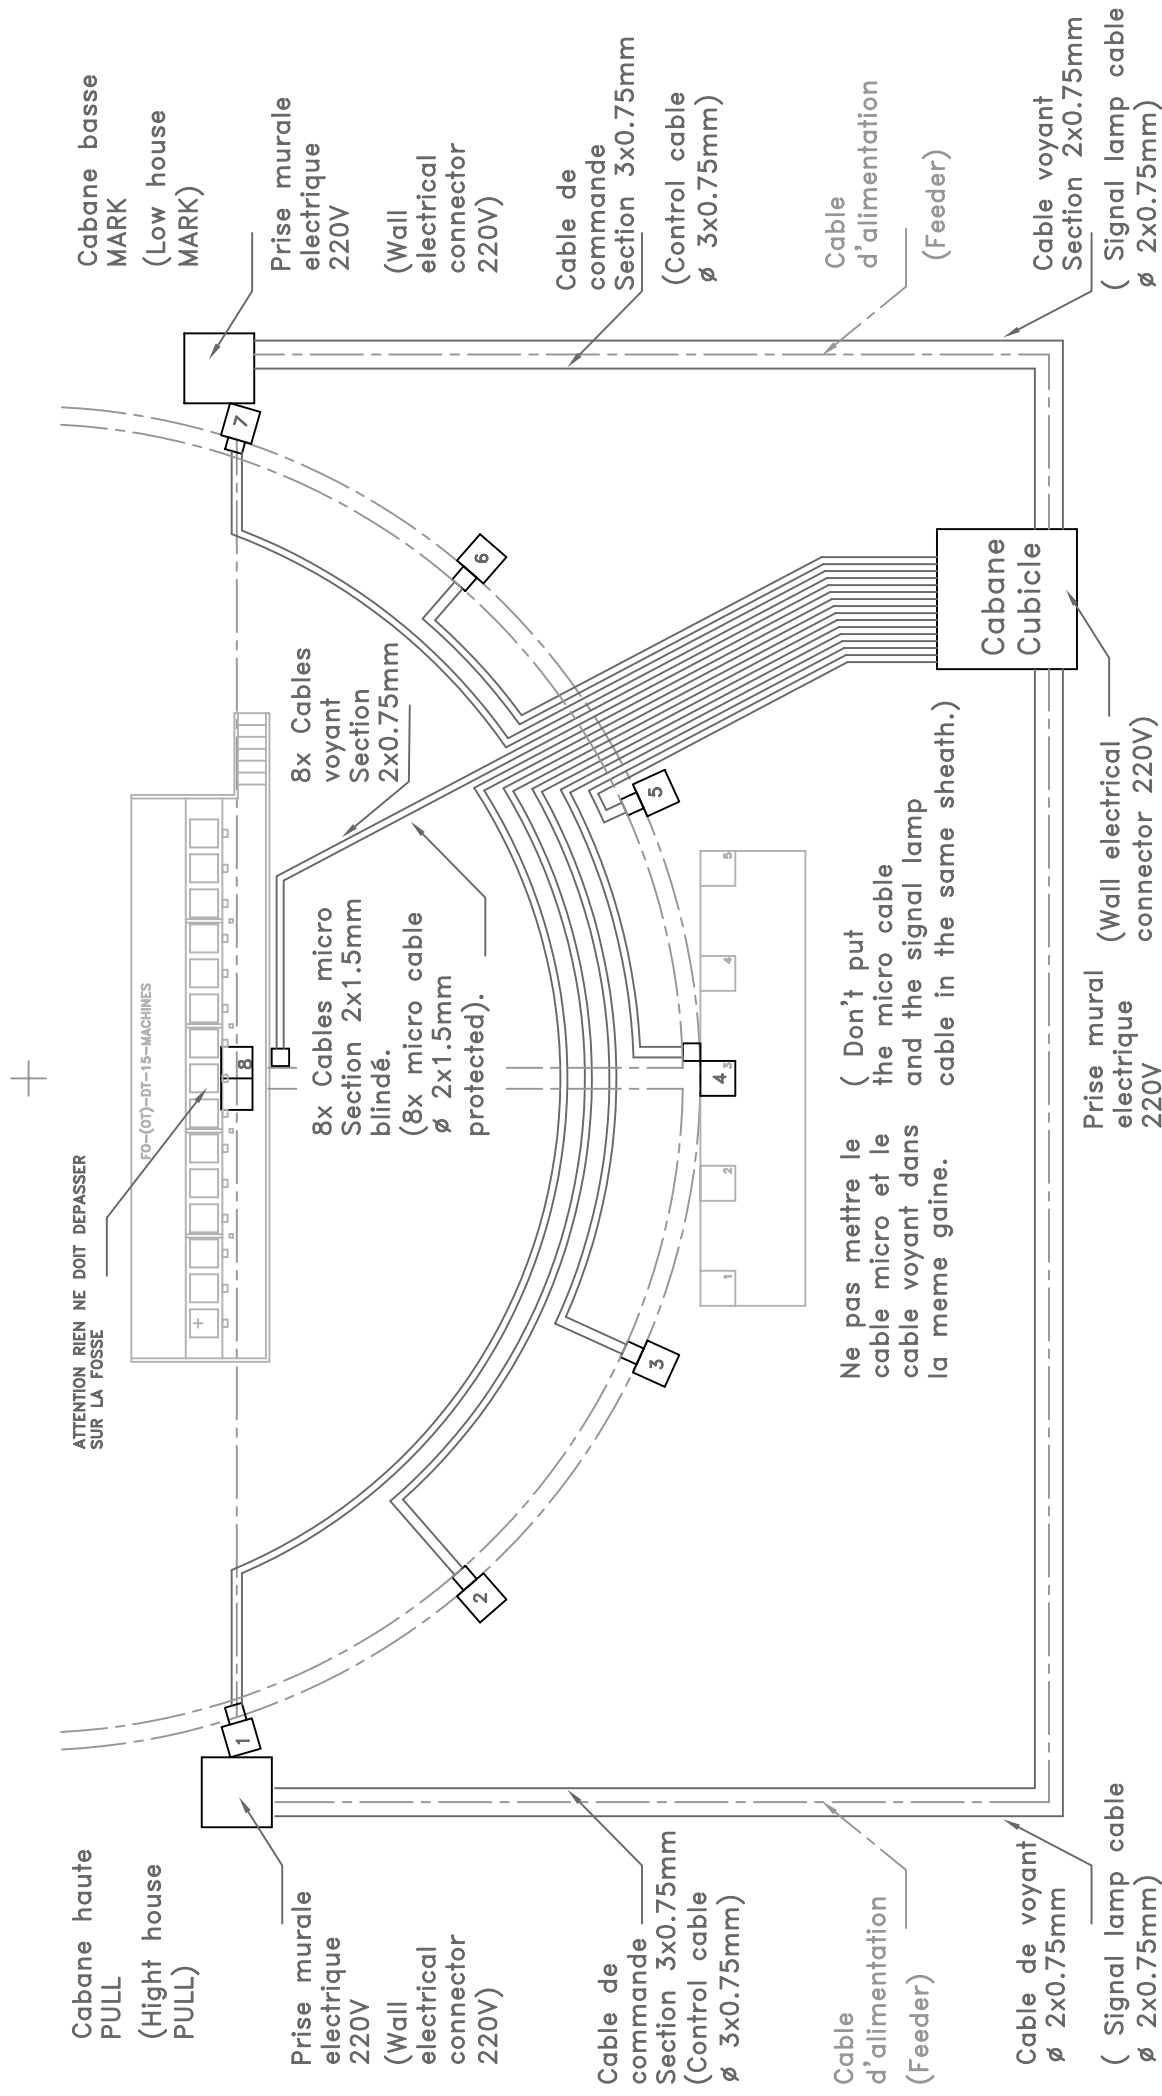 Cabane haute
PULL
(Hight house
PULL)
Prise murale
electrique
220V
(Wall
electrical
connector
220V)
Cable de
commande
Section 3x0.75mm
(Control cable
ø 3x0.75mm)
Cable
d'alimentation
(Feeder)
Cable de voyant
ø 2x0.75mm
( Signal lamp cable
ø 2x0.75mm)
ATTENTION RIEN NE DOIT DEPASSER
SUR LA FOSSE
FO-(OT)-DT-15-MACHINES
8x Cables micro
Section 2x1.5mm
blindé.
(8x micro cable
ø 2x1.5mm
protected).
8x Cables
voyant
Section
2x0.75mm
1
2
3
4
5
6
7
8
1
2
3
4
5
Ne pas mettre le
cable micro et le
cable voyant dans
la meme gaine.
( Don't put
the micro cable
and the signal lamp
cable in the same sheath.)
Cabane
Cubicle
Prise mural
electrique
220V
(Wall electrical
connector 220V)
Cabane basse
MARK
(Low house
MARK)
Prise murale
electrique
220V
(Wall
electrical
connector
220V)
Cable de
commande
Section 3x0.75mm
(Control cable
ø 3x0.75mm)
Cable
d'alimentation
(Feeder)
Cable voyant
Section 2x0.75mm
( Signal lamp cable
ø 2x0.75mm)